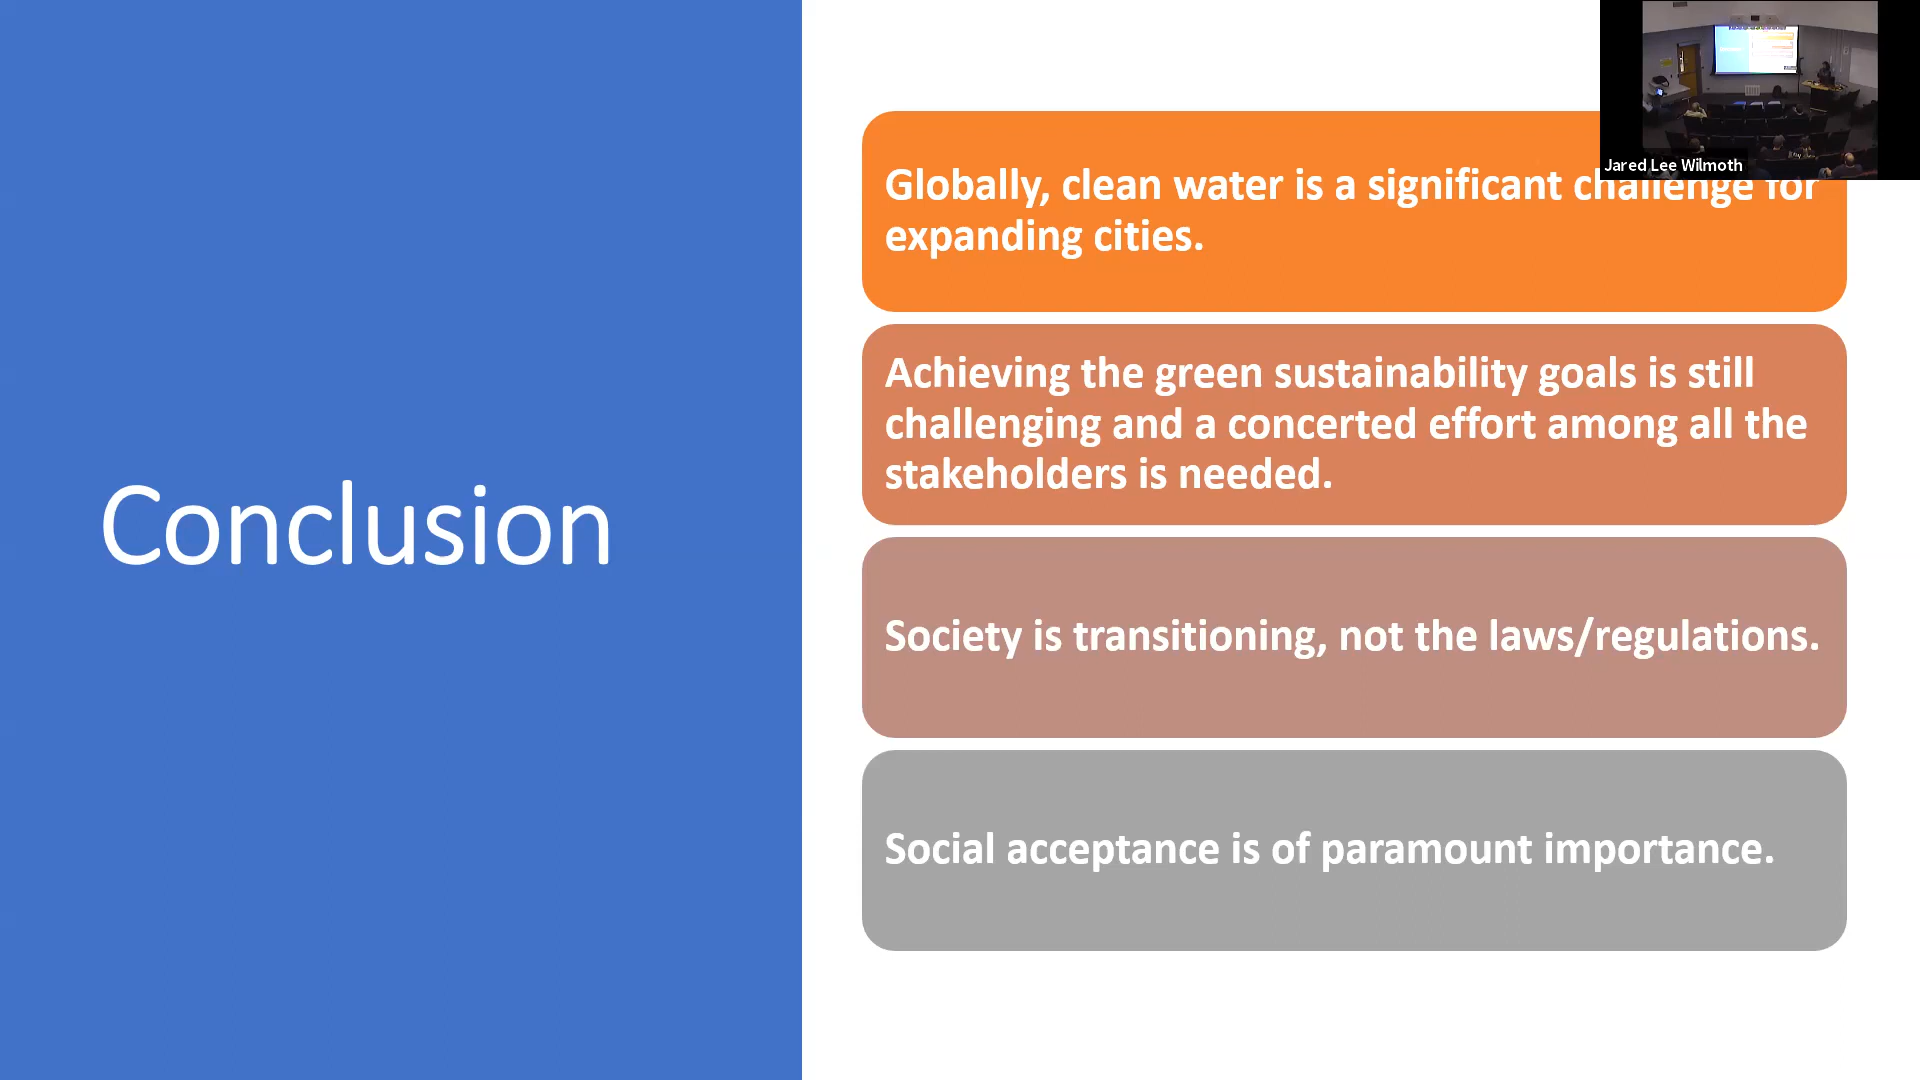 Jared Lee Wilmoth
Globally, clean water is a significant challenge for
expanding cities.
Achieving the green sustainability goals is still
challenging and a concerted effort among all the
stakeholders is needed.
Conclusion
Society is transitioning, not the laws/regulations.
Social acceptance is of paramount importance.